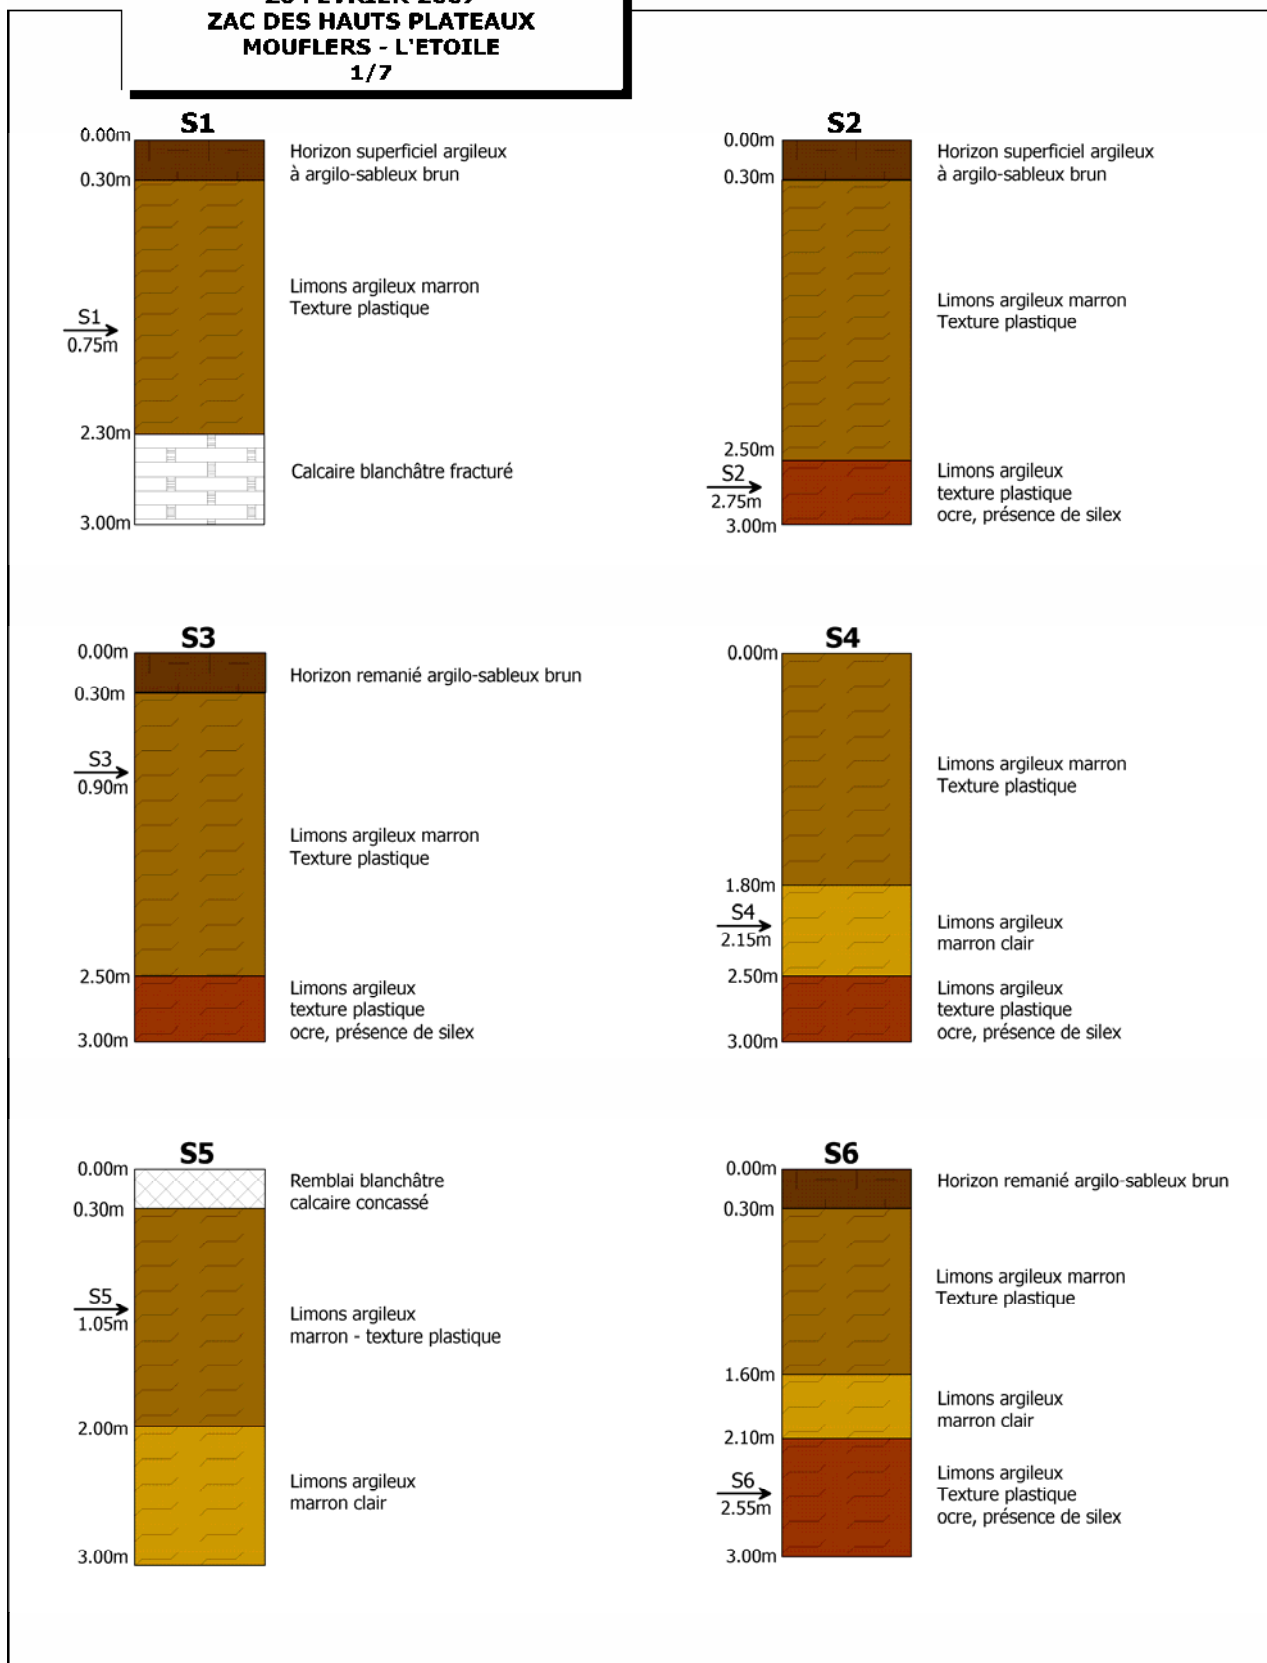 ZAC DES HAUTS PLATEAUX
MOUFLERS - L'ETOILE
1/7
S1
0.00m
Horizon superficiel argileux
à argilo-sableux brun
0.30m
Limons argileux marron
Texture plastique
S1
0.75m
2.30m
Calcaire blanchâtre fracturé
3.00m
S2
0.00m
Horizon superficiel argileux
à argilo-sableux brun
0.30m
Limons argileux marron
Texture plastique
2.50m
S2
2.75m
Limons argileux
texture plastique
ocre, présence de silex
3.00m
S3
0.00m
Horizon remanié argilo-sableux brun
0.30m
S3
0.90m
Limons argileux marron
Texture plastique
2.50m
Limons argileux
texture plastique
ocre, présence de silex
3.00m
S4
0.00m
Limons argileux marron
Texture plastique
1.80m
S4
2.15m
Limons argileux
marron clair
2.50m
Limons argileux
texture plastique
ocre, présence de silex
3.00m
S5
0.00m
Remblai blanchâtre
calcaire concassé
0.30m
S5
1.05m
Limons argileux
marron - texture plastique
2.00m
Limons argileux
marron clair
3.00m
S6
0.00m
Horizon remanié argilo-sableux brun
0.30m
Limons argileux marron
Texture plastique
1.60m
Limons argileux
marron clair
2.10m
Limons argileux
Texture plastique
ocre, présence de silex
S6
2.55m
3.00m